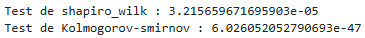 Test de shapiro_wilk : 3.215659671695903e-05
Test de Kolmogorov-smirnov : 6.026052052790693e-47